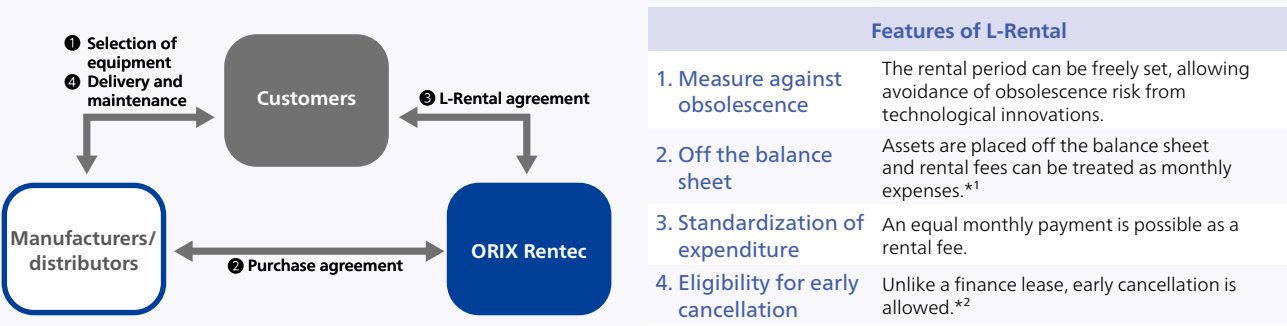 ❶ Selection of
equipment
❹ Delivery and
maintenance
Customers
❸ L-Rental agreement
Manufacturers/
distributors
❷ Purchase agreement
ORIX Rentec
Features of L-Rental
1. Measure against
obsolescence
The rental period can be freely set, allowing
avoidance of obsolescence risk from
technological innovations.
2. Off the balance
sheet
Assets are placed off the balance sheet
and rental fees can be treated as monthly
expenses.*¹
3. Standardization of
expenditure
An equal monthly payment is possible as a
rental fee.
4. Eligibility for early
cancellation
Unlike a finance lease, early cancellation is
allowed.*²